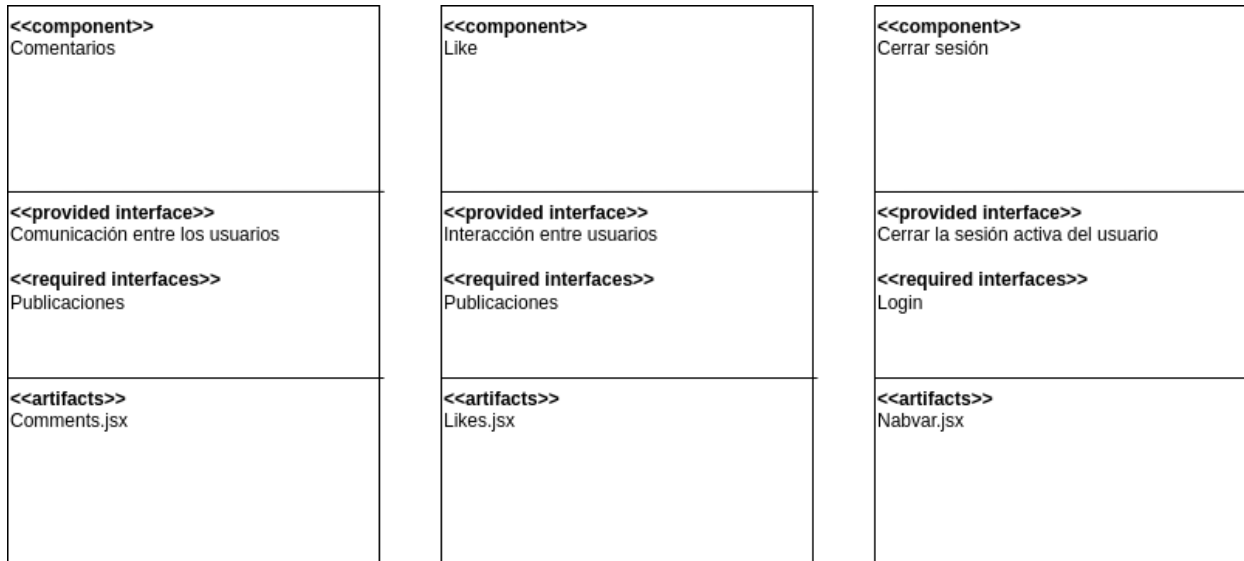 <<component>>
Comentarios
<<provided interface>>
Comunicación entre los usuarios
<<required interfaces>>
Publicaciones
<<artifacts>>
Comments.jsx
<<component>>
Like
<<provided interface>>
Interacción entre usuarios
<<required interfaces>>
Publicaciones
<<artifacts>>
Likes.jsx
<<component>>
Cerrar sesión
<<provided interface>>
Cerrar la sesión activa del usuario
<<required interfaces>>
Login
<<artifacts>>
Nabvar.jsx